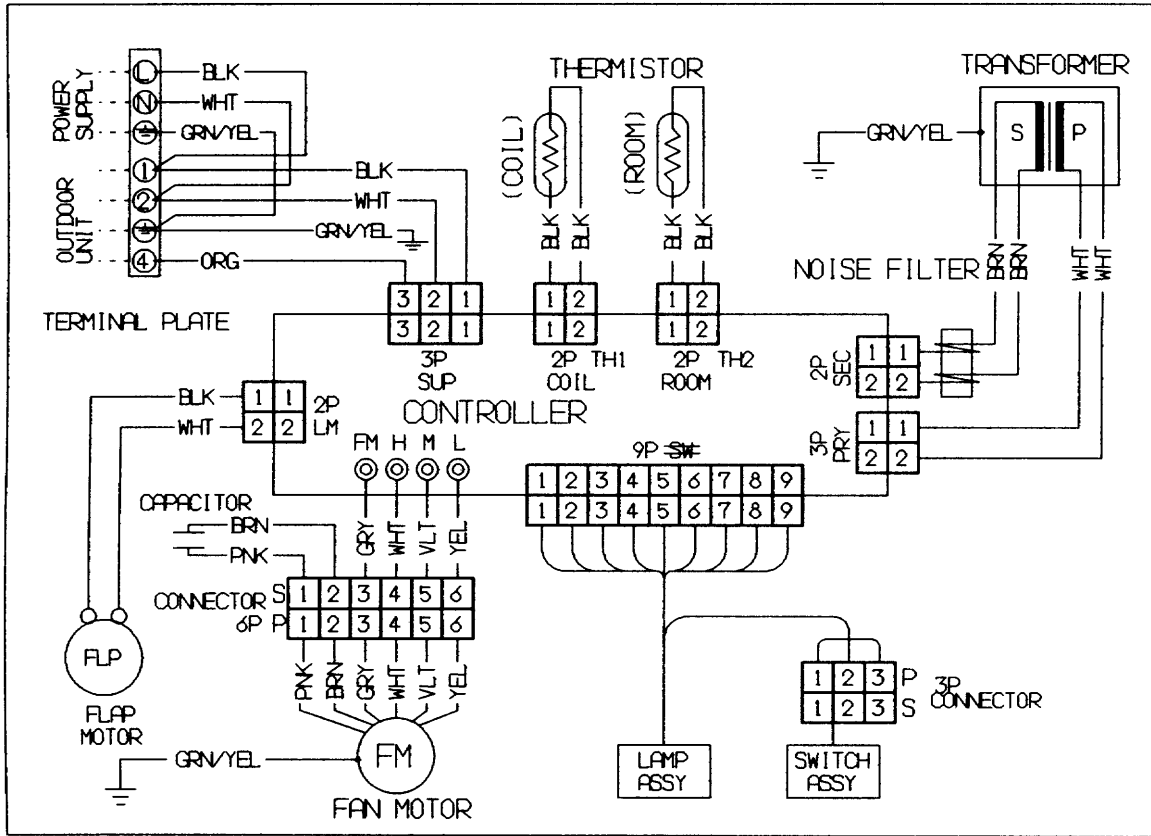 POWER SUPPLY
L BLK
N WHT
GRN/YEL
OUTDOOR UNIT
1 BLK
2 WHT
GRN/YEL
4 ORG
TERMINAL PLATE
THERMISTOR
(COIL)
(ROOM)
BLK BLK
BLK BLK
TRANSFORMER
GRN/YEL
S P
BRN BRN WHT WHT
NOISE FILTER
3 2 1
3 2 1
3P
SUP
1 2
1 2
2P TH1
COIL
1 2
1 2
2P TH2
ROOM
2P SEC
1 1
2 2
3P PRY
1 1
2 2
BLK 1 1 2P
WHT 2 2 LM
CONTROLLER
FM H M L
9P SW
1 2 3 4 5 6 7 8 9
1 2 3 4 5 6 7 8 9
CAPACITOR
BRN
PNK
GRY WHT VLT YEL
CONNECTOR S 1 2 3 4 5 6
6P P 1 2 3 4 5 6
PNK BRN GRY WHT VLT YEL
FLP
FLAP
MOTOR
GRN/YEL
FM
FAN MOTOR
1 2 3 P 3P
1 2 3 S CONNECTOR
LAMP
ASSY
SWITCH
ASSY